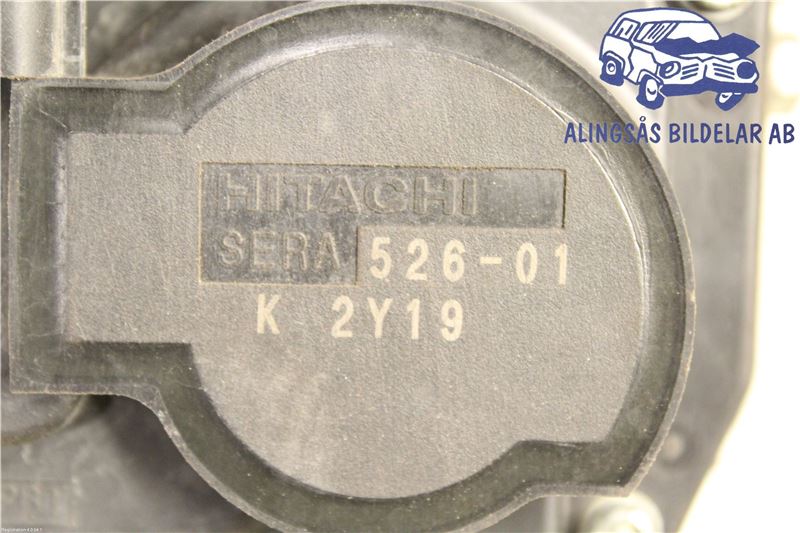 ALINGSÅS BILDELAR AB
HITACHI
SERA 526-01
K 2Y19